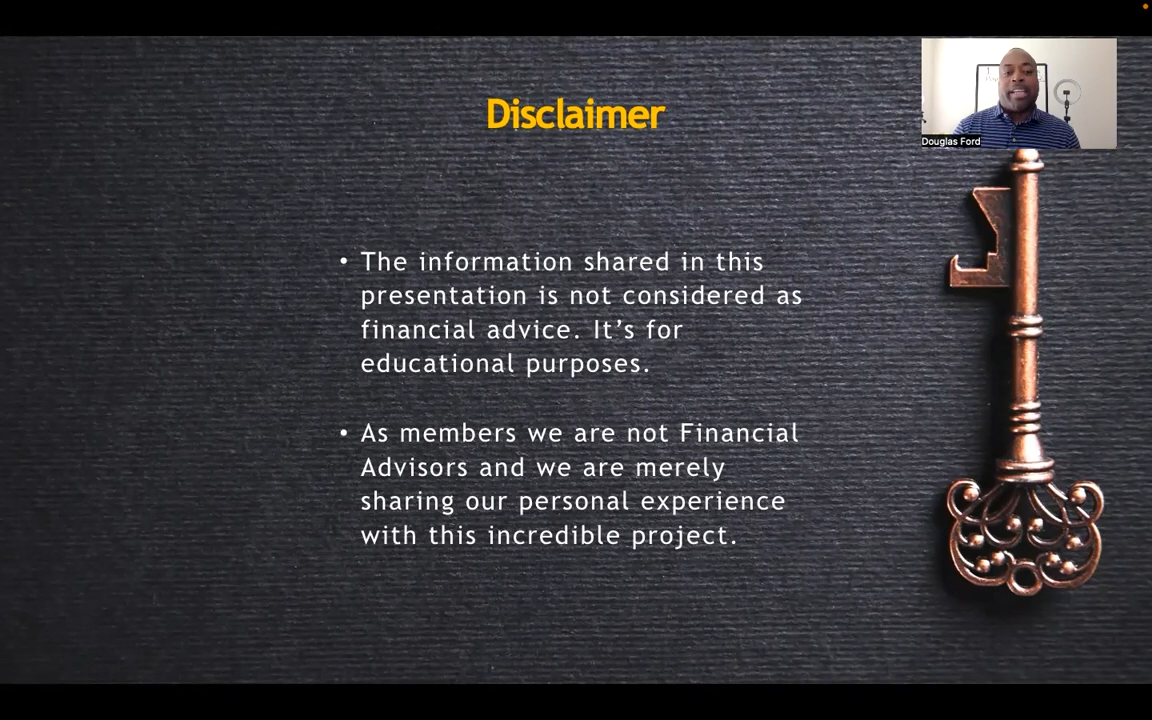 Disclaimer
Douglas Ford
• The information shared in this
presentation is not considered as
financial advice. It’s for
educational purposes.
• As members we are not Financial
Advisors and we are merely
sharing our personal experience
with this incredible project.